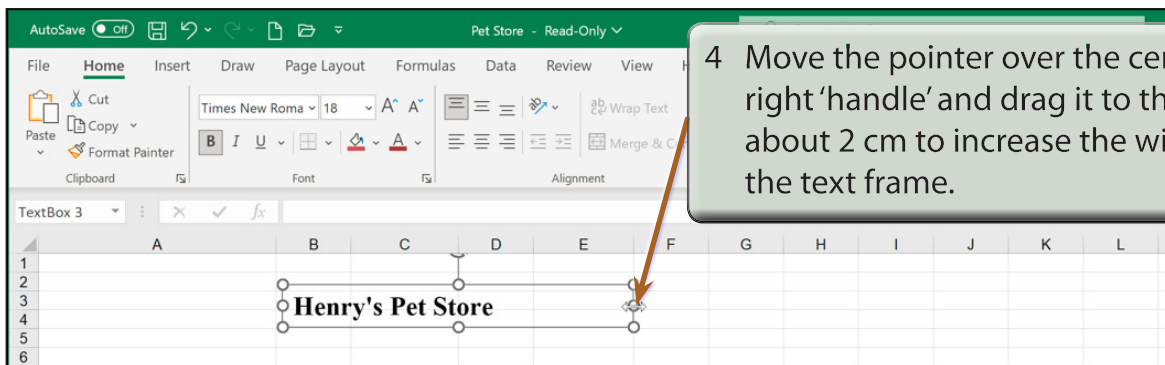 AutoSave Off Pet Store - Read-Only
File Home Insert Draw Page Layout Formulas Data Review View
4 Move the pointer over the
right ‘handle’ and drag it to
about 2 cm to increase the
the text frame.
Cut
Copy
Format Painter
Paste
Times New Roma 18 A^ A˅
B I U A
ab Wrap Text
Merge &
Clipboard Font Alignment
TextBox 3 fx
A B C D E F G H I J K L
1
2
3
4
5
6
Henry's Pet Store